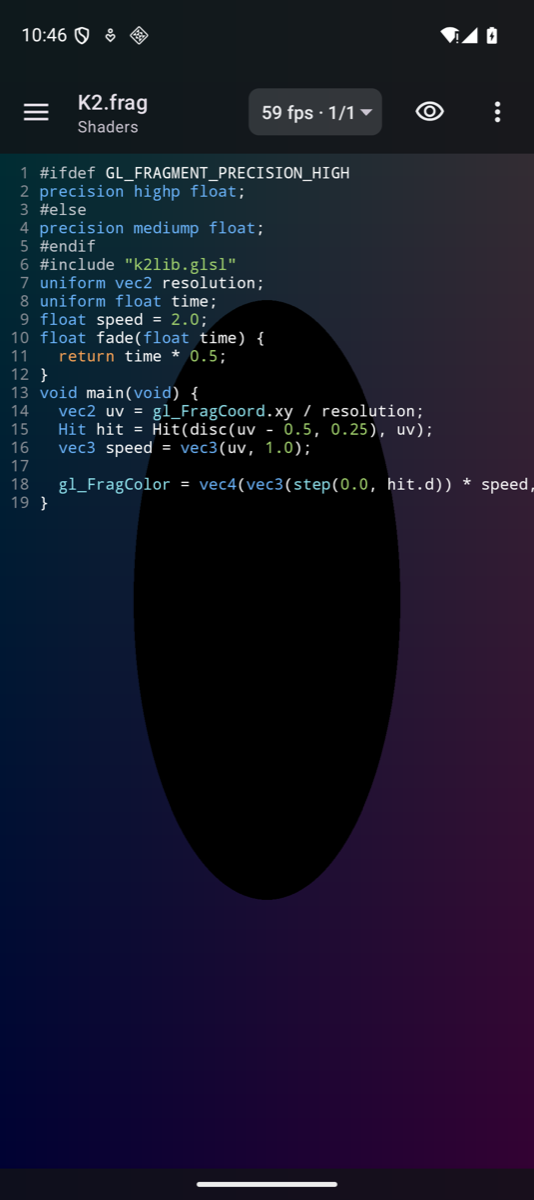 10:46
K2.frag
Shaders
59 fps · 1/1
1 #ifdef GL_FRAGMENT_PRECISION_HIGH
2 precision highp float;
3 #else
4 precision mediump float;
5 #endif
6 #include "k2lib.glsl"
7 uniform vec2 resolution;
8 uniform float time;
9 float speed = 2.0;
10 float fade(float time) {
11   return time * 0.5;
12 }
13 void main(void) {
14   vec2 uv = gl_FragCoord.xy / resolution;
15   Hit hit = Hit(disc(uv - 0.5, 0.25), uv);
16   vec3 speed = vec3(uv, 1.0);
17
18   gl_FragColor = vec4(vec3(step(0.0, hit.d)) * speed,
19 }